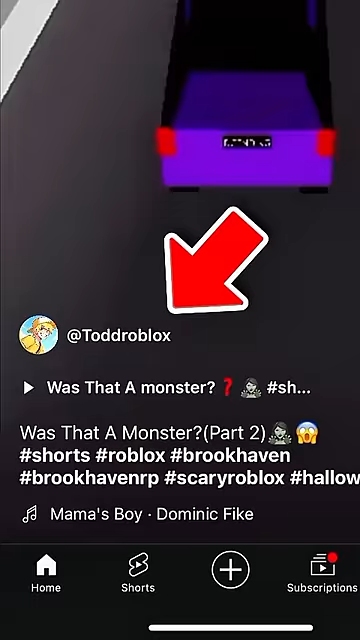 @Toddroblox
Was That A monster?❓🧟‍♀️ #sh...
Was That A Monster?(Part 2)🧟‍♀️😱
#shorts #roblox #brookhaven
#brookhavenrp #scaryroblox #hallow
Mama's Boy · Dominic Fike
Home
Shorts
Subscriptions